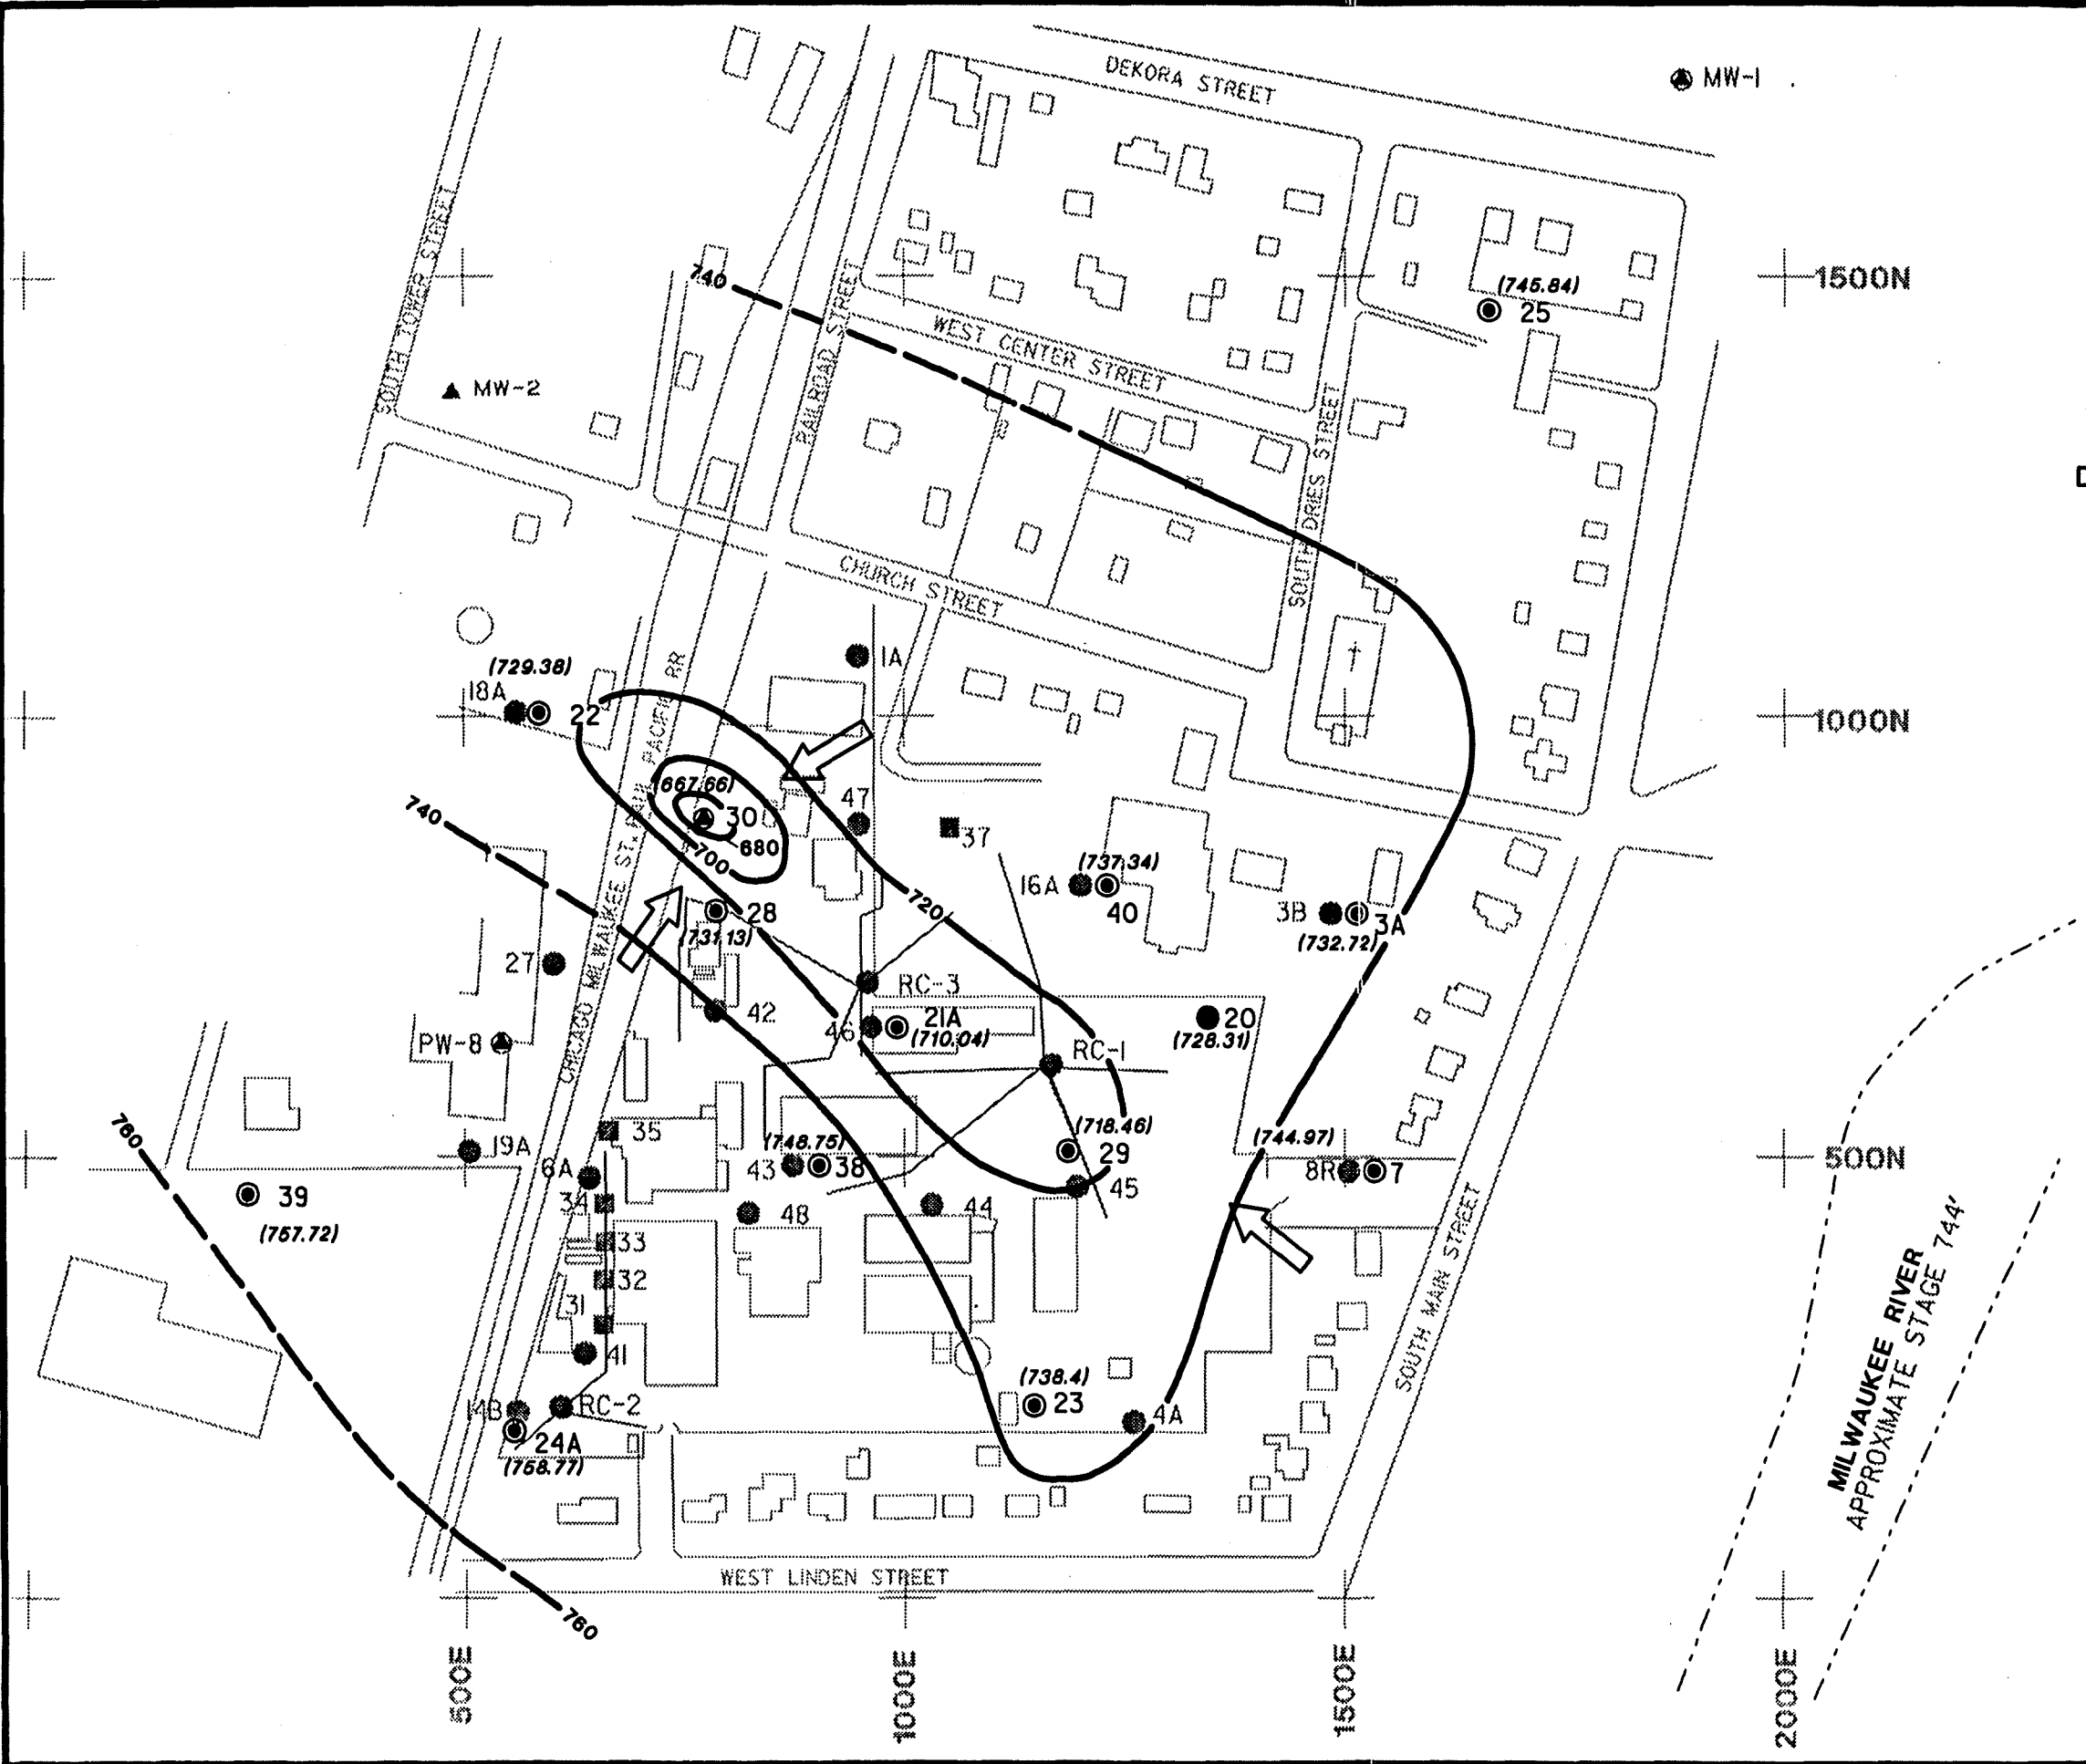 DEKORA STREET
MW-1
SOUTH TOWER STREET
740
RAILROAD STREET
(745.84)
25
1500N
WEST CENTER STREET
MW-2
SOUTH DRIES STREET
CHURCH STREET
1A
(729.38)
18A
22
1000N
CHICAGO MILWAUKEE ST. PAUL PACIFIC RR
(667.66)
30
680
700
47
37
740
(737.34)
16A
40
720
28
(731.13)
3B
3A
(732.72)
27
RC-3
42
46
21A
(710.04)
20
(728.31)
PW-8
RC-1
760
35
(718.46)
29
(744.97)
8R
7
500N
19A
6A
(748.75)
43
38
45
39
(757.72)
34
48
44
33
32
31
41
SOUTH MAIN STREET
MILWAUKEE RIVER
APPROXIMATE STAGE 744'
(738.4)
23
4A
14B
RC-2
24A
(758.77)
WEST LINDEN STREET
760
500E
1000E
1500E
2000E